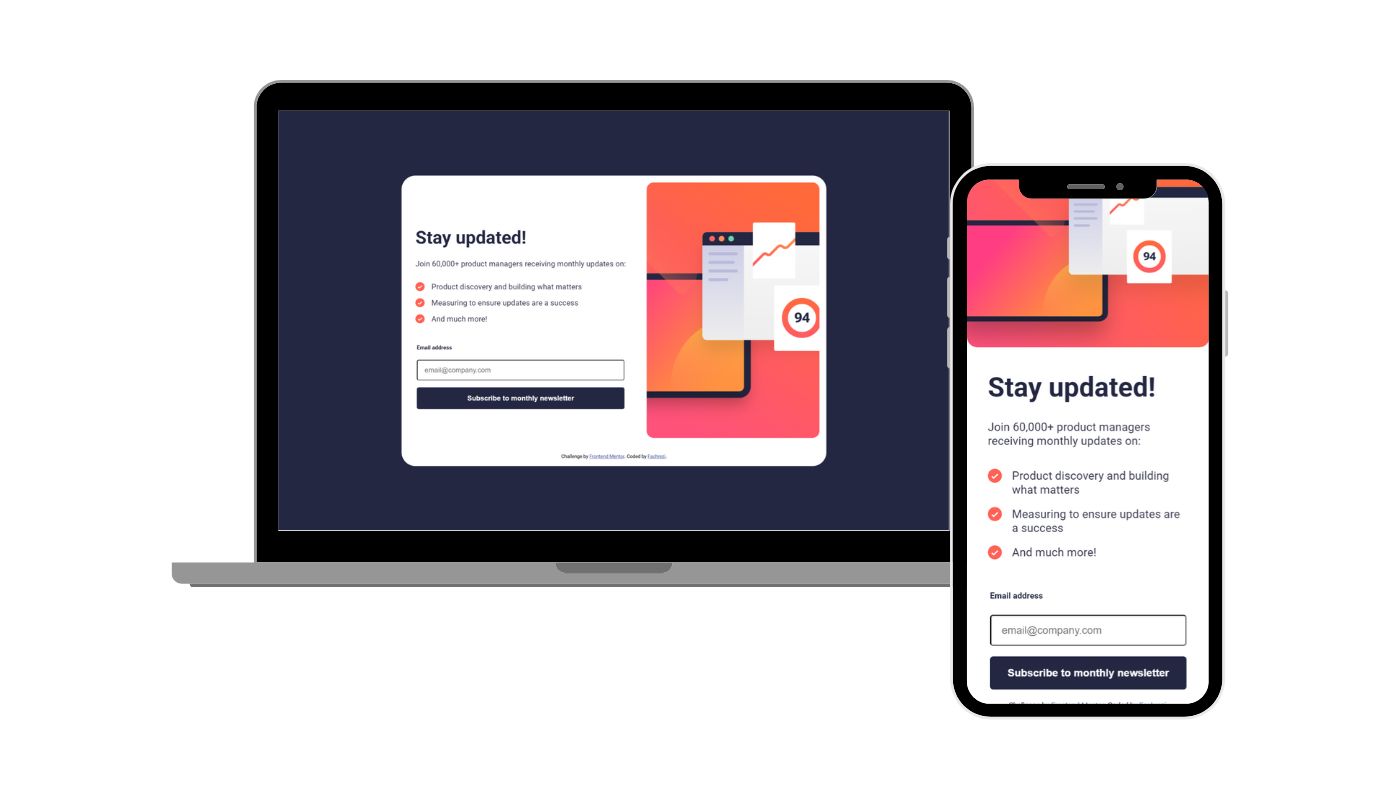 Stay updated!
Join 60,000+ product managers receiving monthly updates on:
Product discovery and building what matters
Measuring to ensure updates are a success
And much more!
Email address
email@company.com
Subscribe to monthly newsletter
94
Challenge by Frontend Mentor. Coded by
94
Stay updated!
Join 60,000+ product managers
receiving monthly updates on:
Product discovery and building
what matters
Measuring to ensure updates are
a success
And much more!
Email address
email@company.com
Subscribe to monthly newsletter